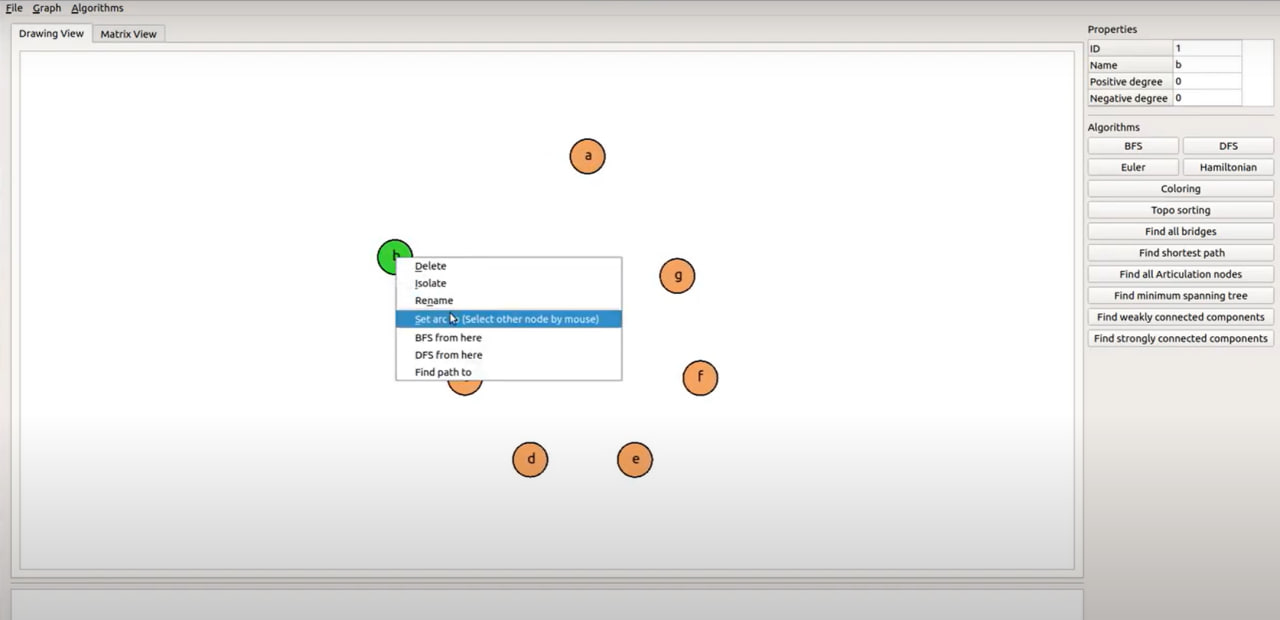 File Graph Algorithms
Drawing View Matrix View
Properties
ID 1
Name b
Positive degree 0
Negative degree 0
Algorithms
BFS DFS
Euler Hamiltonian
Coloring
Topo sorting
Find all bridges
Find shortest path
Find all Articulation nodes
Find minimum spanning tree
Find weakly connected components
Find strongly connected components
a
g
Delete
Isolate
Rename
Set arc (Select other node by mouse)
BFS from here
DFS from here
Find path to
f
d e